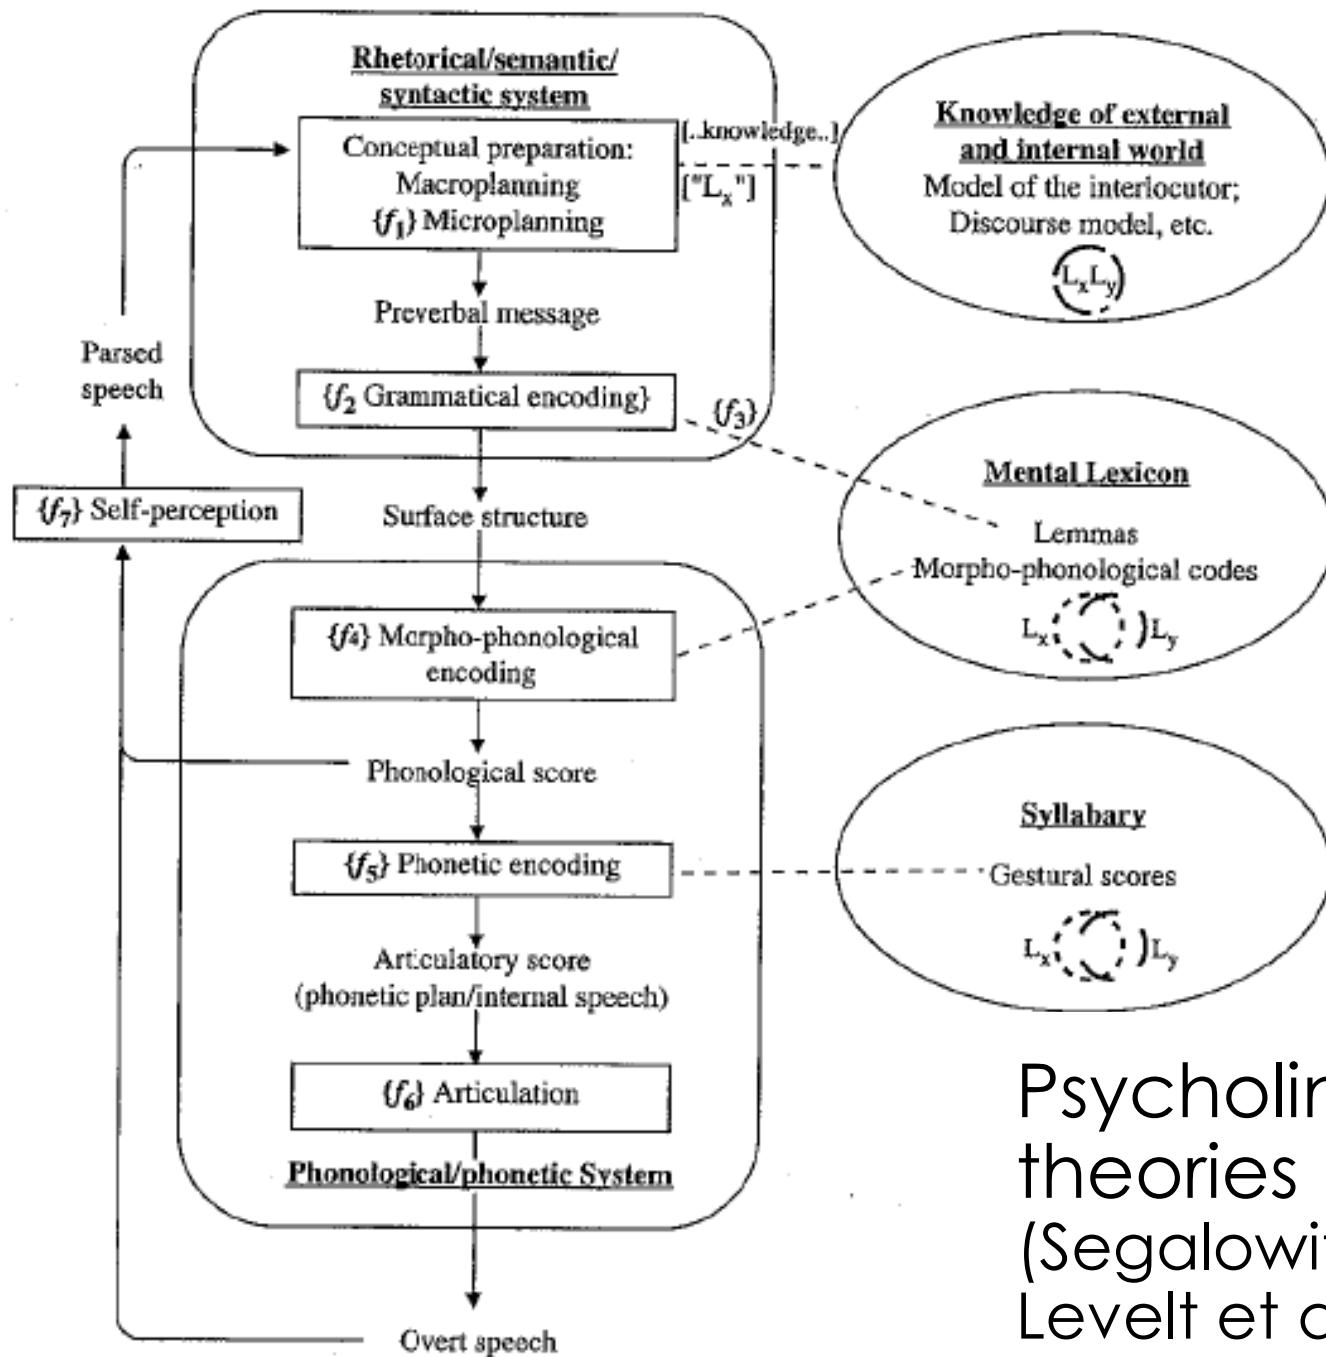 Rhetorical/semantic/
syntactic system
Conceptual preparation:
Macroplanning
{f1} Microplanning
[..knowledge..]
["Lx"]
Knowledge of external
and internal world
Model of the interlocutor;
Discourse model, etc.
LxLy
Preverbal message
{f2 Grammatical encoding}
{f3}
Parsed
speech
{f7} Self-perception
Surface structure
Mental Lexicon
Lemmas
Morpho-phonological codes
Lx Ly
{f4} Morpho-phonological
encoding
Phonological score
{f5} Phonetic encoding
Syllabary
Gestural scores
Lx Ly
Articulatory score
(phonetic plan/internal speech)
{f6} Articulation
Phonological/phonetic System
Overt speech
theories
Levelt et